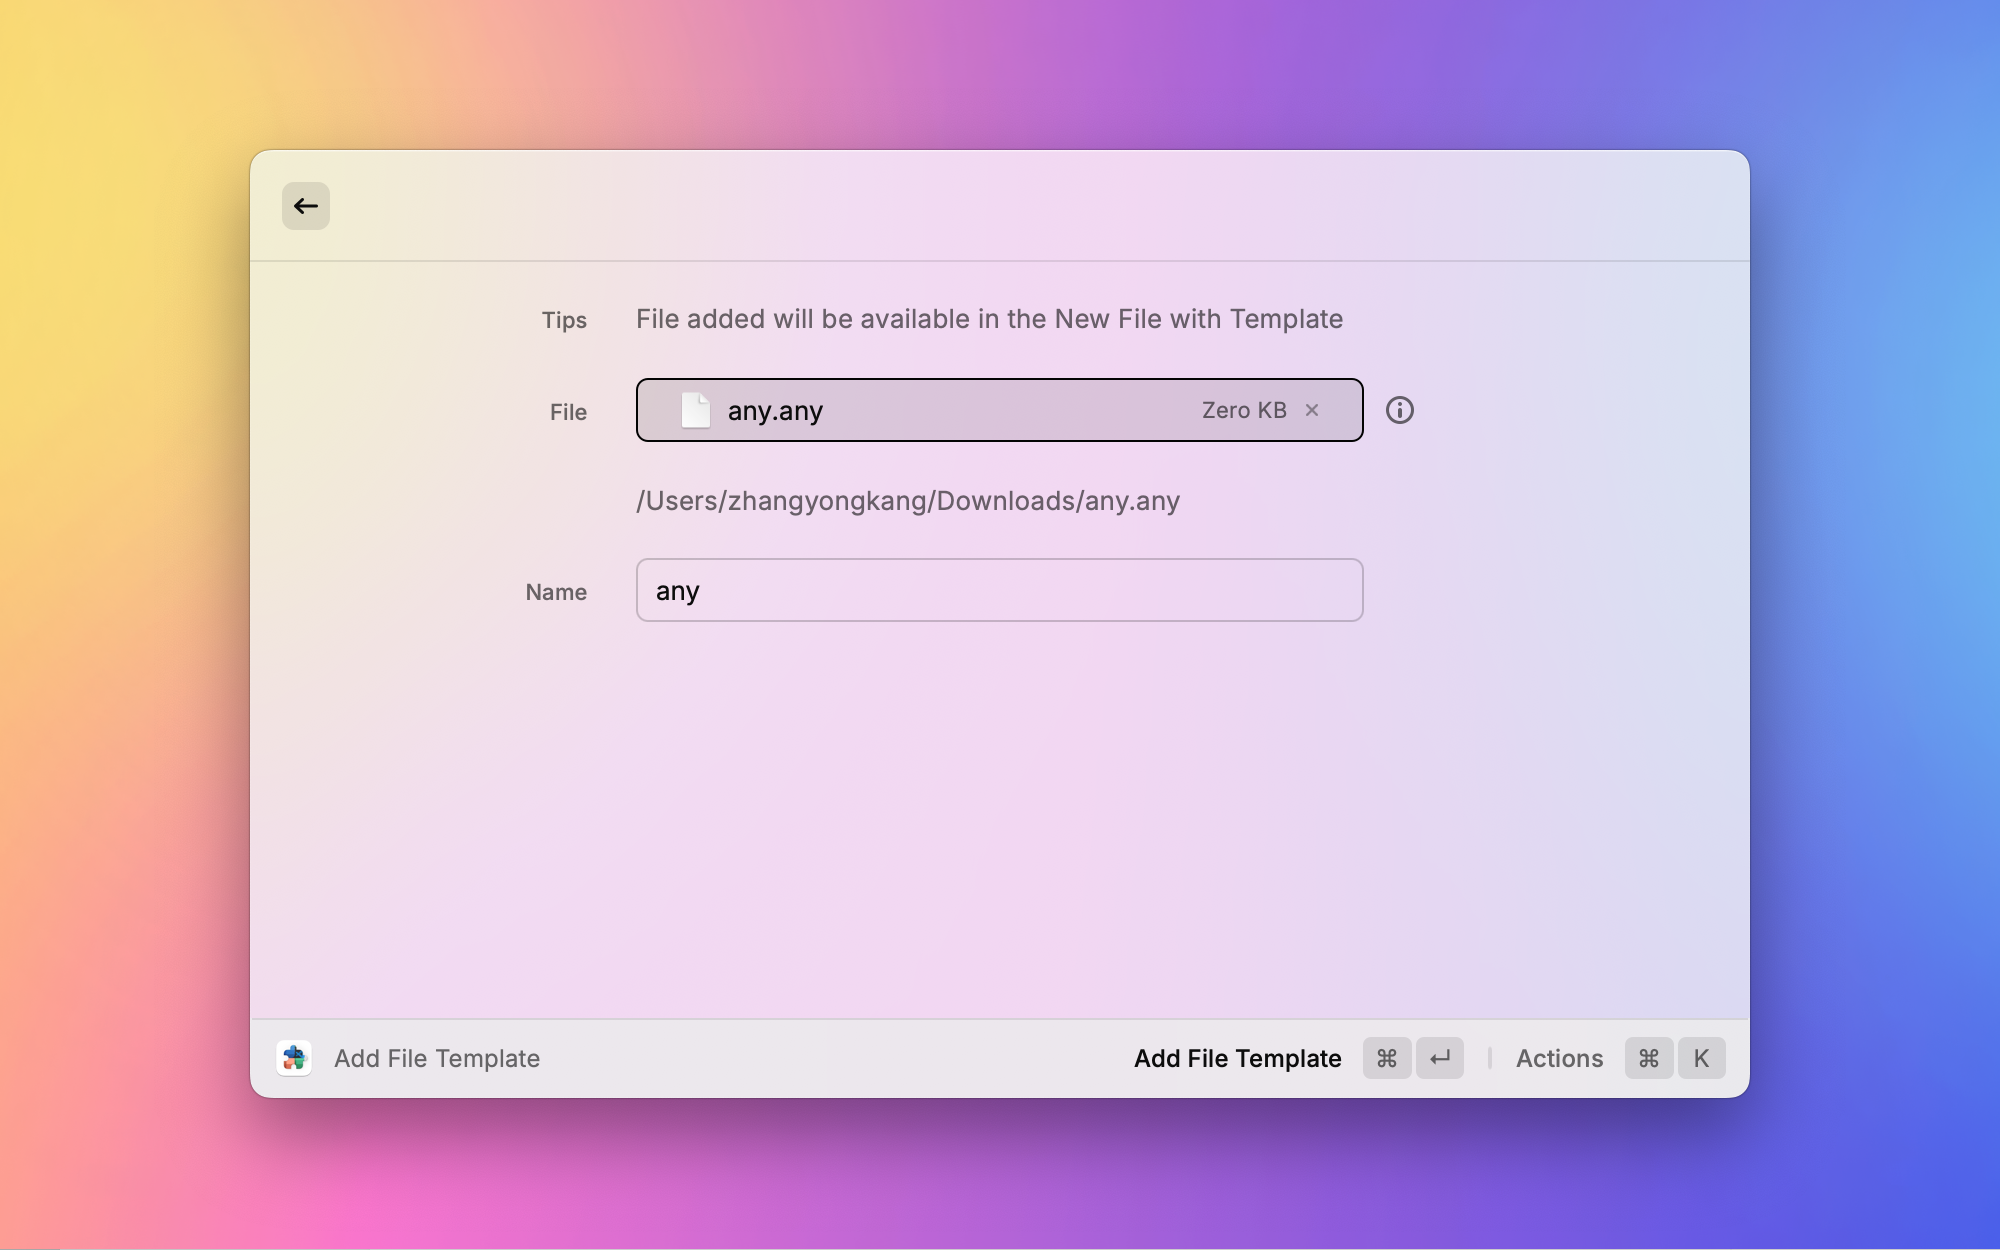 Tips File added will be available in the New File with Template
File any.any Zero KB ×
/Users/zhangyongkang/Downloads/any.any
Name any
Add File Template Add File Template ⌘ ↵ Actions ⌘ K